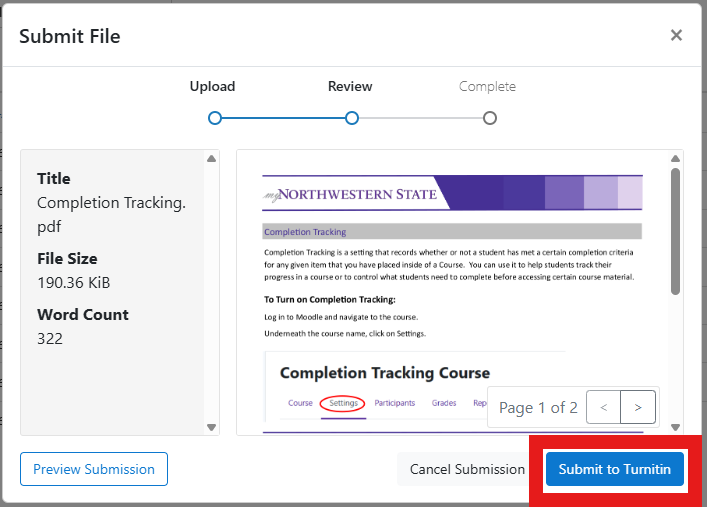 Submit File
×
Upload
Review
Complete
Title
Completion Tracking.
pdf
File Size
190.36 KiB
Word Count
322
myNORTHWESTERN STATE
Completion Tracking
Completion Tracking is a setting that records whether or not a student has met a certain completion criteria
for any given item that you have placed inside of a Course. You can use it to help students track their
progress in a course or to control what students need to complete before accessing certain course material.
To Turn on Completion Tracking:
Log in to Moodle and navigate to the course.
Underneath the course name, click on Settings.
Completion Tracking Course
Course Settings Participants Grades Rep
Page 1 of 2 < >
Preview Submission
Cancel Submission
Submit to Turnitin